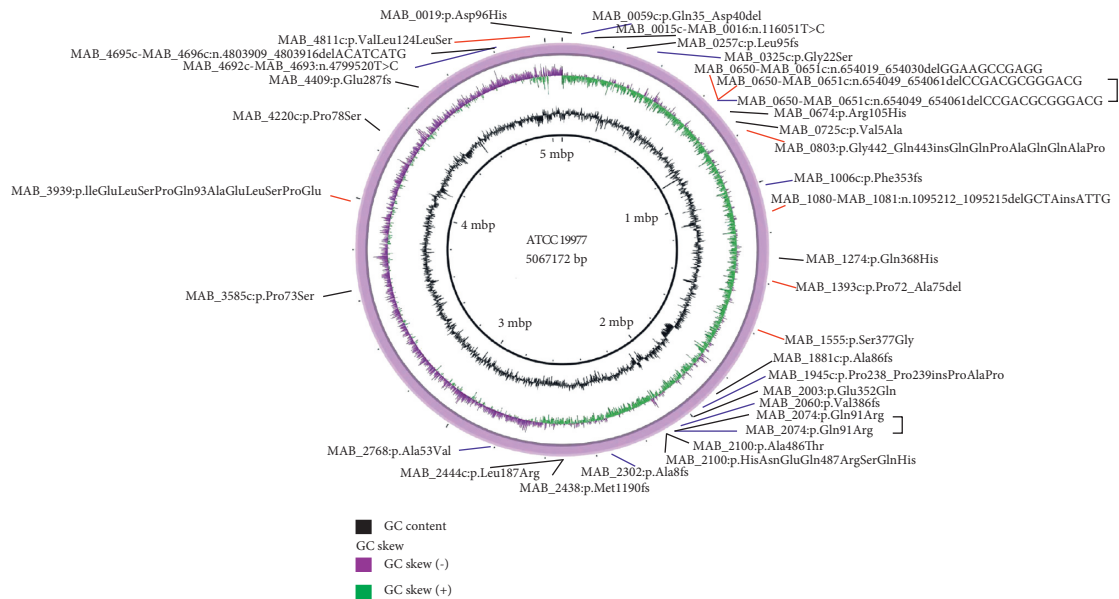 MAB_0019:p.Asp96His
MAB_0059c:p.Gln35_Asp40del
MAB_0015c-MAB_0016:n.116051T>C
MAB_4811c:p.ValLeu124LeuSer
MAB_0257c:p.Leu95fs
MAB_4695c-MAB_4696c:n.4803909_4803916delACATCATG
MAB_0325c:p.Gly22Ser
MAB_4692c-MAB_4693:n.4799520T>C
MAB_0650-MAB_0651c:n.654019_654030delGGAAGCCGAGG
MAB_4409:p.Glu287fs
MAB_0650-MAB_0651c:n.654049_654061delCCGACGCGGGACG
MAB_0650-MAB_0651c:n.654049_654061delCCGACGCGGGACG
MAB_0674:p.Arg105His
MAB_4220c:p.Pro78Ser
MAB_0725c:p.Val5Ala
MAB_0803:p.Gly442_Gln443insGlnGlnProAlaGlnGlnAlaPro
MAB_1006c:p.Phe353fs
MAB_3939:p.lleGluLeuSerProGln93AlaGluLeuSerProGlu
MAB_1080-MAB_1081:n.1095212_1095215delGCTAinsATTG
MAB_1274:p.Gln368His
MAB_1393c:p.Pro72_Ala75del
MAB_3585c:p.Pro73Ser
MAB_1555:p.Ser377Gly
MAB_1881c:p.Ala86fs
MAB_1945c:p.Pro238_Pro239insProAlaPro
MAB_2003:p.Glu352Gln
MAB_2060:p.Val386fs
MAB_2074:p.Gln91Arg
MAB_2074:p.Gln91Arg
MAB_2100:p.Ala486Thr
MAB_2768:p.Ala53Val
MAB_2100:p.HisAsnGluGln487ArgSerGlnHis
MAB_2444c:p.Leu187Arg
MAB_2302:p.Ala8fs
MAB_2438:p.Met1190fs
5 mbp
1 mbp
4 mbp
ATCC 19977
5067172 bp
3 mbp
2 mbp
GC content
GC skew
GC skew (-)
GC skew (+)